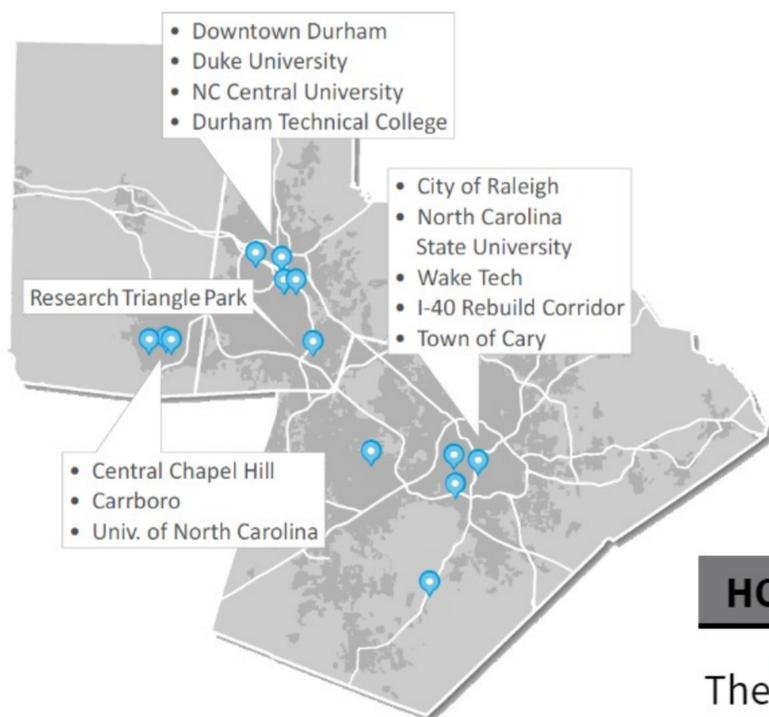 • Downtown Durham
• Duke University
• NC Central University
• Durham Technical College
• City of Raleigh
• North Carolina
State University
• Wake Tech
• I-40 Rebuild Corridor
• Town of Cary
Research Triangle Park
• Central Chapel Hill
• Carrboro
• Univ. of North Carolina
HO
The